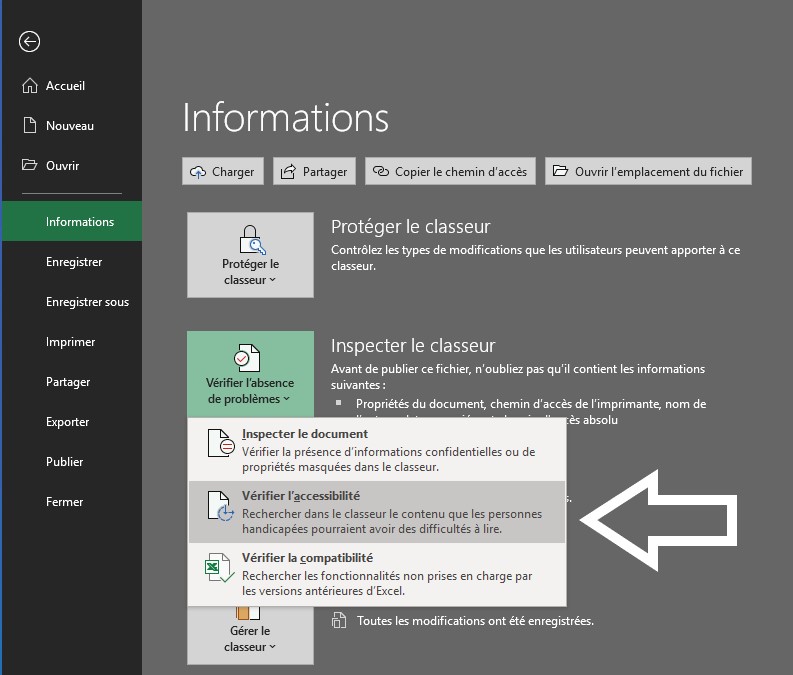 Accueil
Nouveau
Ouvrir
Informations
Enregistrer
Enregistrer sous
Imprimer
Partager
Exporter
Publier
Fermer
Informations
Charger
Partager
Copier le chemin d'accès
Ouvrir l'emplacement du fichier
Protéger le
classeur
Protéger le classeur
Contrôlez les types de modifications que les utilisateurs peuvent apporter à ce
classeur.
Vérifier l'absence
de problèmes
Inspecter le classeur
Avant de publier ce fichier, n'oubliez pas qu'il contient les informations
suivantes :
Propriétés du document, chemin d'accès de l'imprimante, nom de
absolu
Inspecter le document
Vérifier la présence d'informations confidentielles ou de
propriétés masquées dans le classeur.
Vérifier l'accessibilité
Rechercher dans le classeur le contenu que les personnes
handicapées pourraient avoir des difficultés à lire.
Vérifier la compatibilité
Rechercher les fonctionnalités non prises en charge par
les versions antérieures d'Excel.
Gérer le
classeur
Toutes les modifications ont été enregistrées.